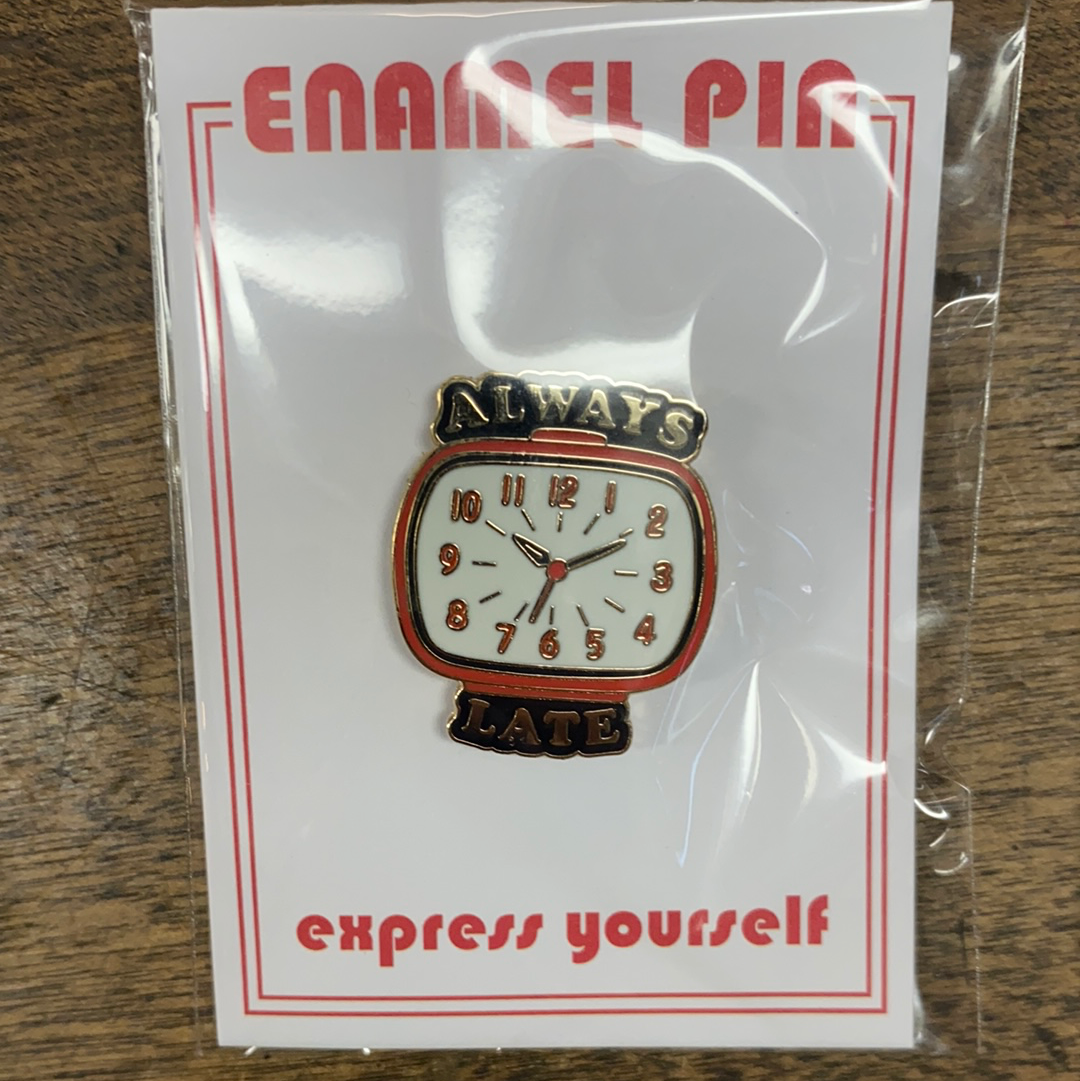 ENAMEL PIN
ALWAYS
11 12 1
10 2
9 3
8 4
7 6 5
LATE
express yourself